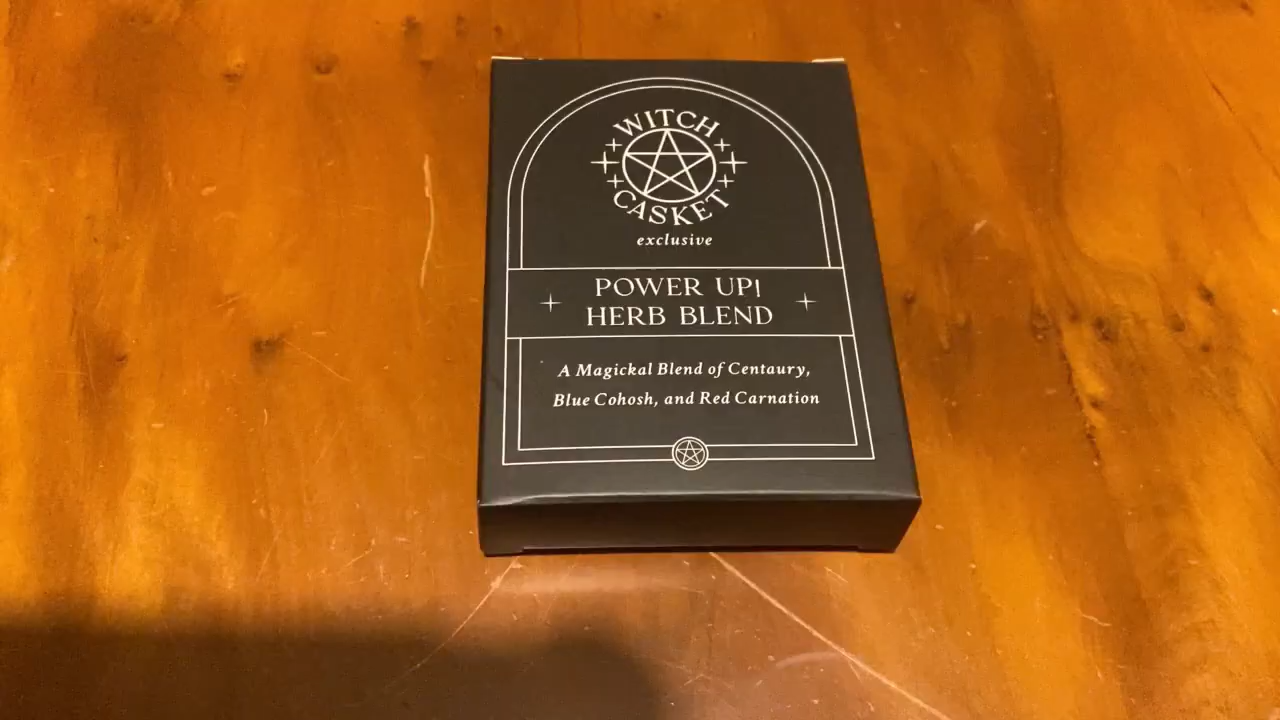 WITCH
CASKET
exclusive
POWER UP!
HERB BLEND
A Magickal Blend of Centaury,
Blue Cohosh, and Red Carnation